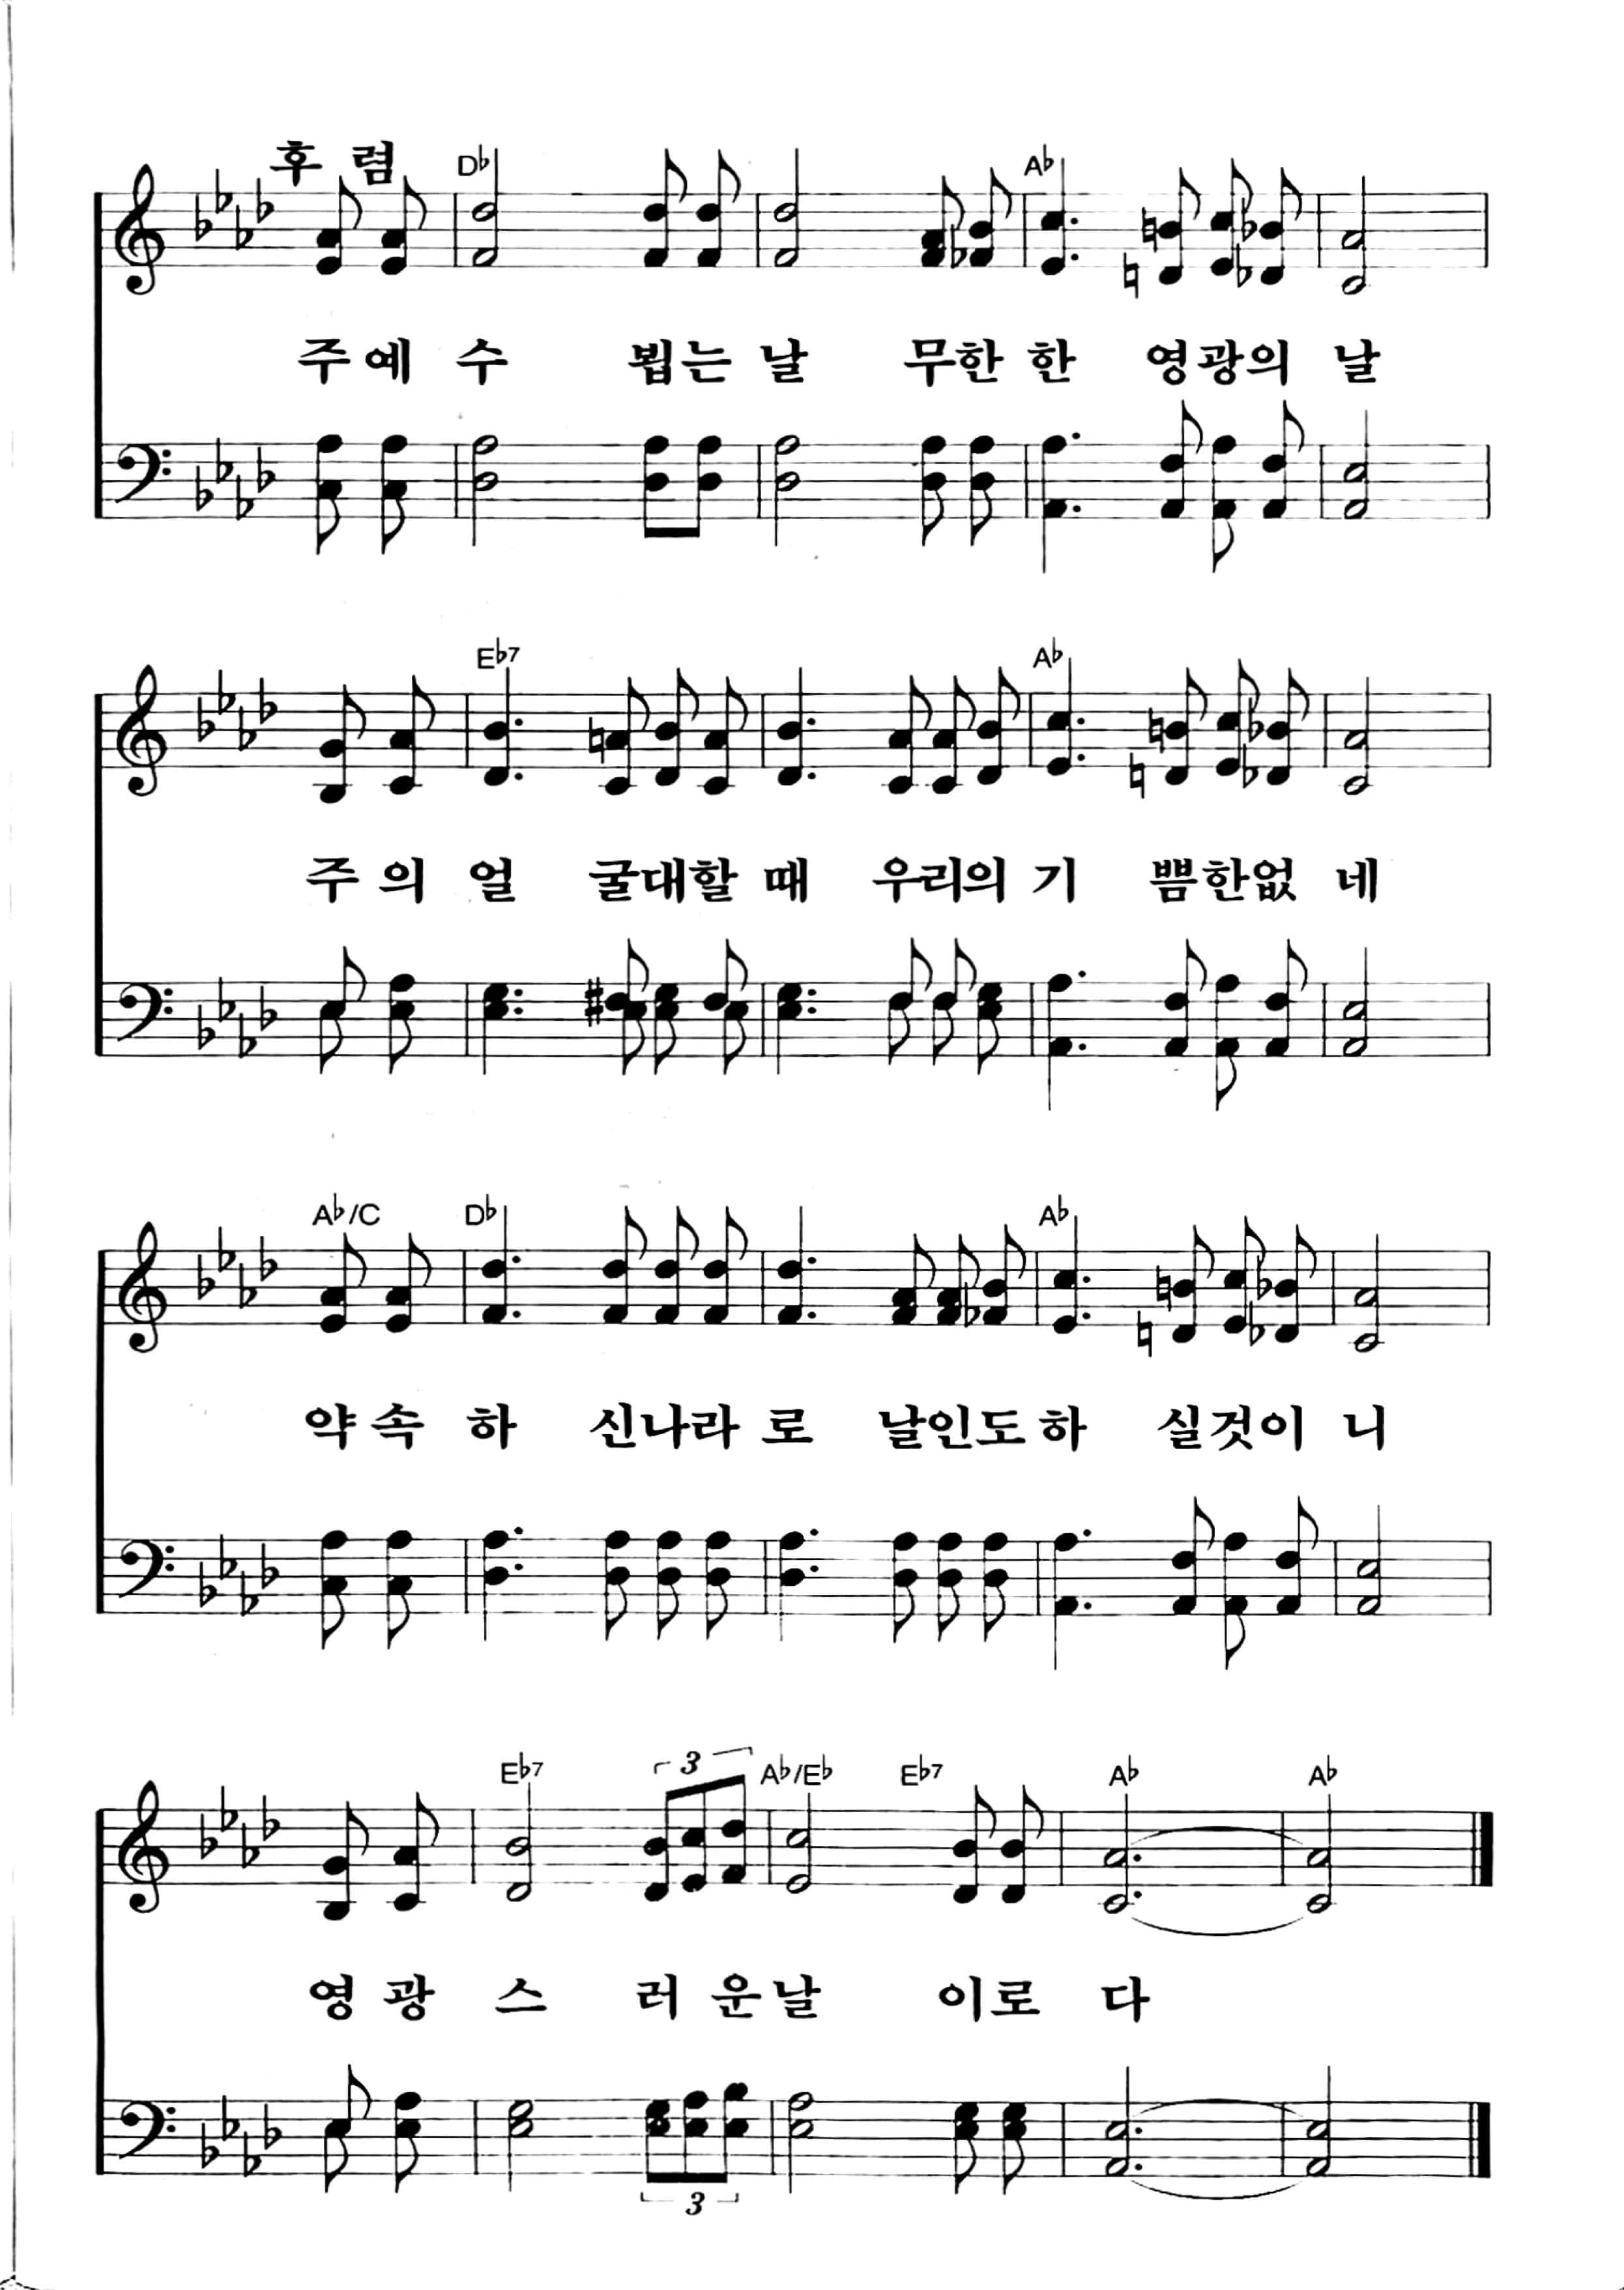 후 렴
D♭ A♭
주 예 수 뵙는 날 무한 한 영광의 날
E♭7 A♭
주 의 얼 굴대할 때 우리의 기 쁨한없 네
A♭/C D♭ A♭
약 속 하 신나라 로 날인도 하 실것이 니
E♭7 3 A♭/E♭ E♭7 A♭ A♭
영 광 스 러 운 날 이로 다
3